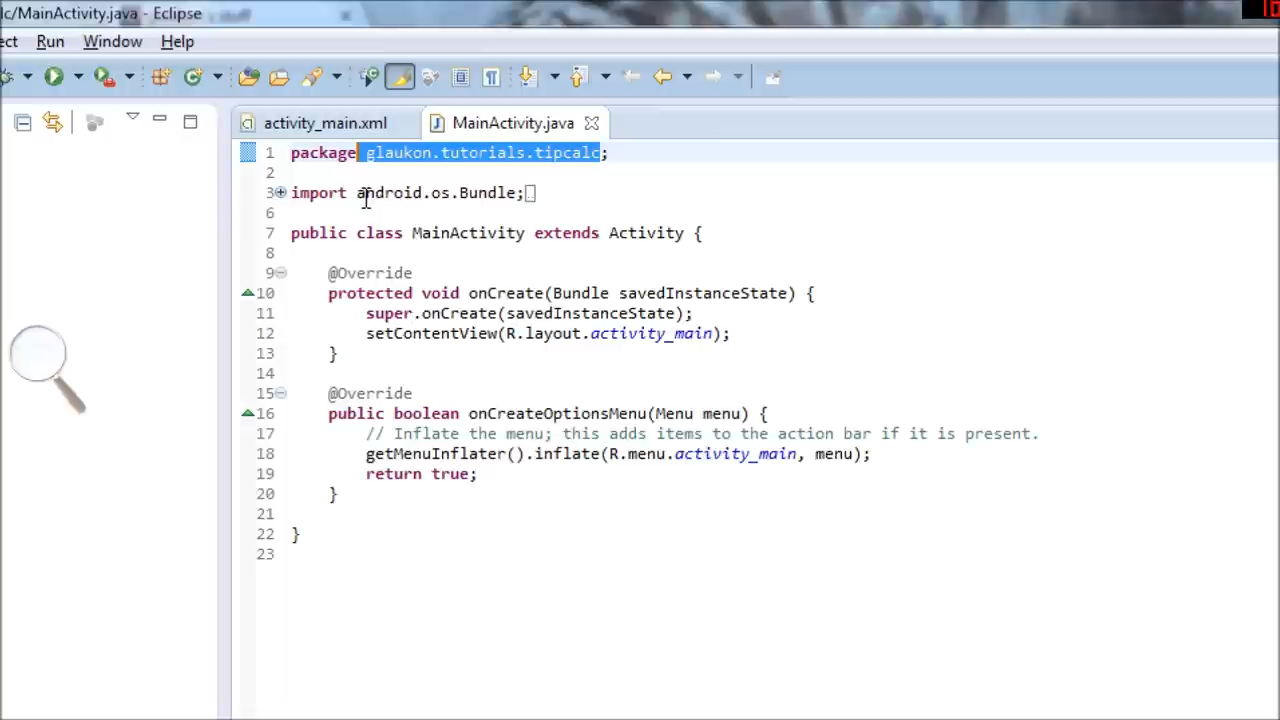 lc/MainActivity.java - Eclipse
ect Run Window Help
activity_main.xml MainActivity.java
1 package glaukon.tutorials.tipcalc;
2
3 import android.os.Bundle;
6
7 public class MainActivity extends Activity {
8
9 @Override
10 protected void onCreate(Bundle savedInstanceState) {
11 super.onCreate(savedInstanceState);
12 setContentView(R.layout.activity_main);
13 }
14
15 @Override
16 public boolean onCreateOptionsMenu(Menu menu) {
17 // Inflate the menu; this adds items to the action bar if it is present.
18 getMenuInflater().inflate(R.menu.activity_main, menu);
19 return true;
20 }
21
22 }
23